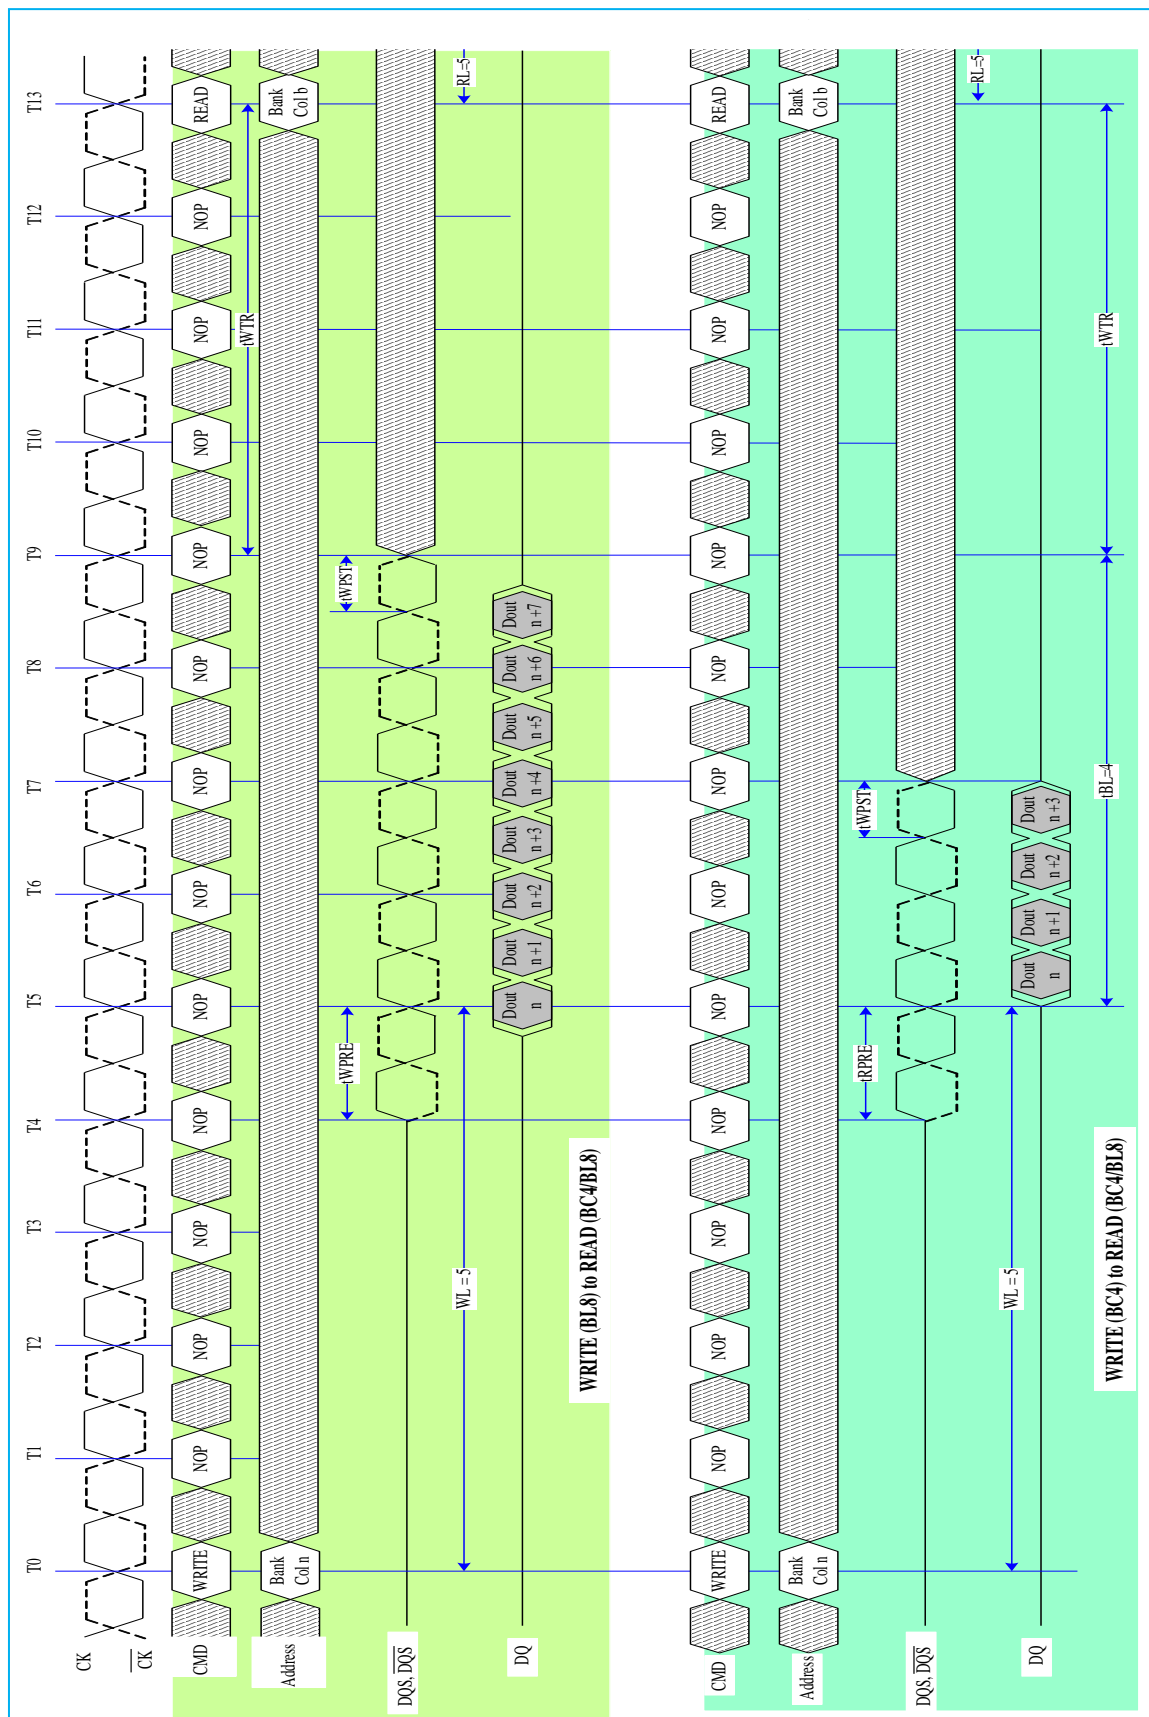 T0 T1 T2 T3 T4 T5 T6 T7 T8 T9 T10 T11 T12 T13
CK
CK
CMD WRITE NOP NOP NOP NOP NOP NOP NOP NOP NOP NOP NOP NOP READ
tWTR
Address Bank Col n Bank Col b
tWPRE tWPST
DQS, DQS
WL = 5 RL=5
DQ Dout n Dout n+1 Dout n+2 Dout n+3 Dout n+4 Dout n+5 Dout n+6 Dout n+7
WRITE (BL8) to READ (BC4/BL8)
CMD WRITE NOP NOP NOP NOP NOP NOP NOP NOP NOP NOP NOP NOP READ
Address Bank Col n Bank Col b
tRPRE tWPST
DQS, DQS
WL = 5 RL=5
DQ Dout n Dout n+1 Dout n+2 Dout n+3
tBL=4 tWTR
WRITE (BC4) to READ (BC4/BL8)